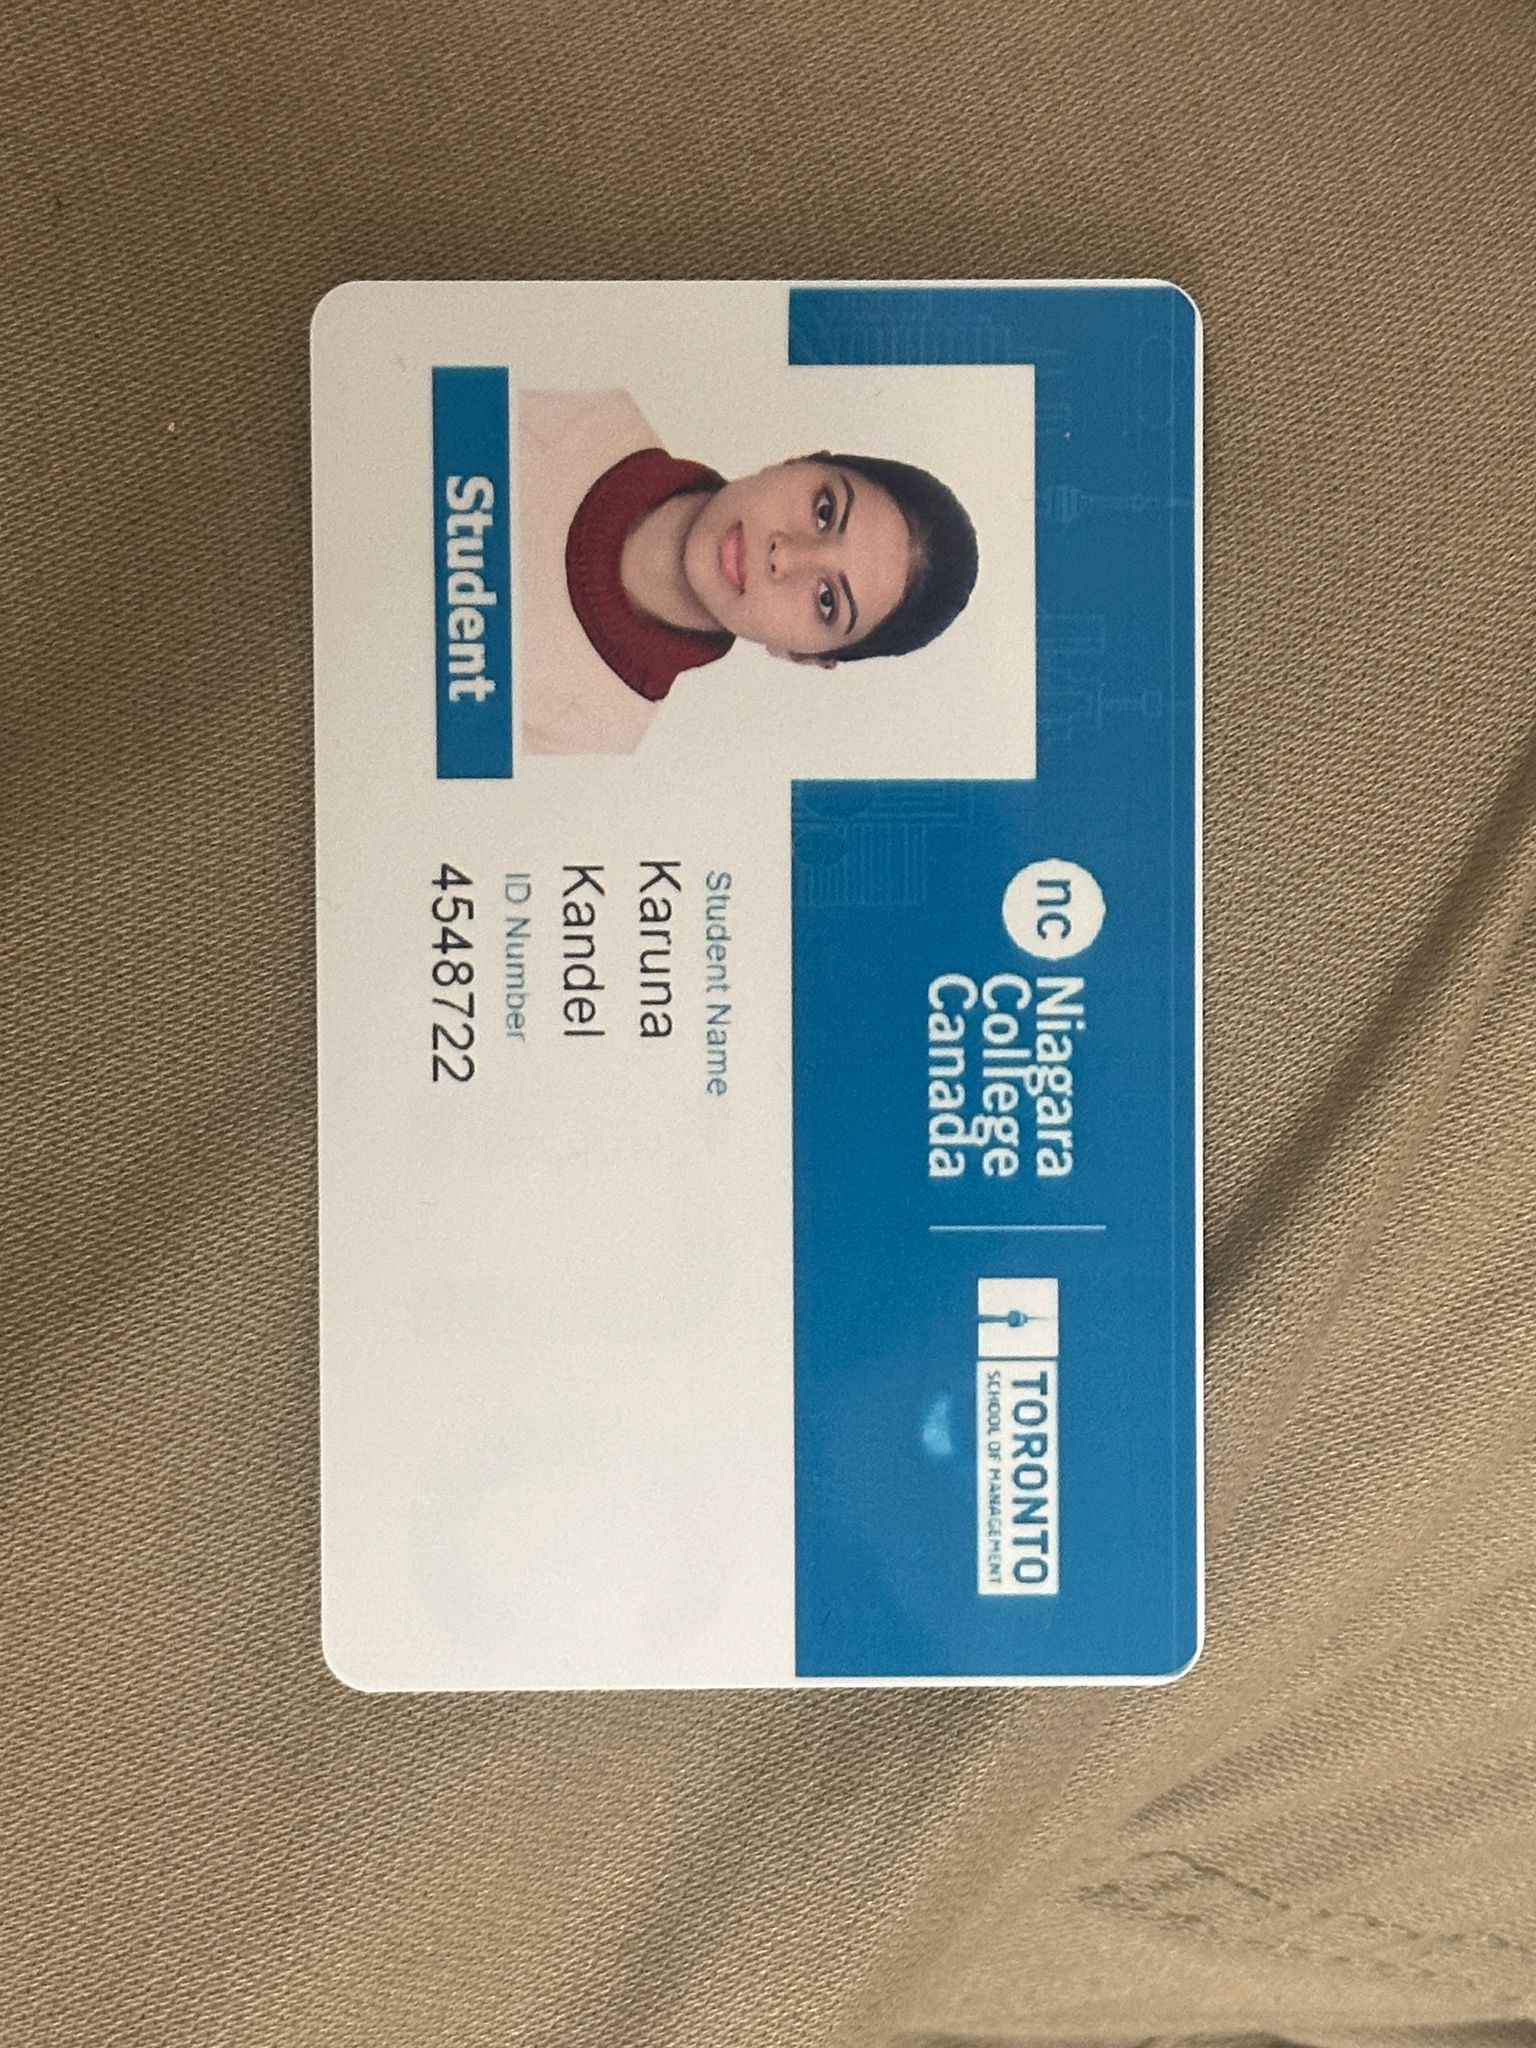 nc
Niagara
College
Canada
TORONTO
SCHOOL OF MANAGEMENT
Student Name
Karuna
Kandel
ID Number
4548722
Student